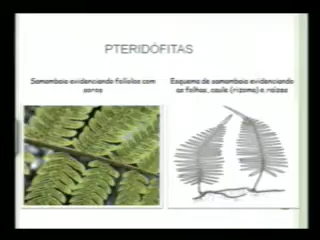 PTERIDÓFITAS
Samambaia evidenciando folíolos com
soros
Esquema de samambaia evidenciando
as folhas, caule (rizoma) e raízes